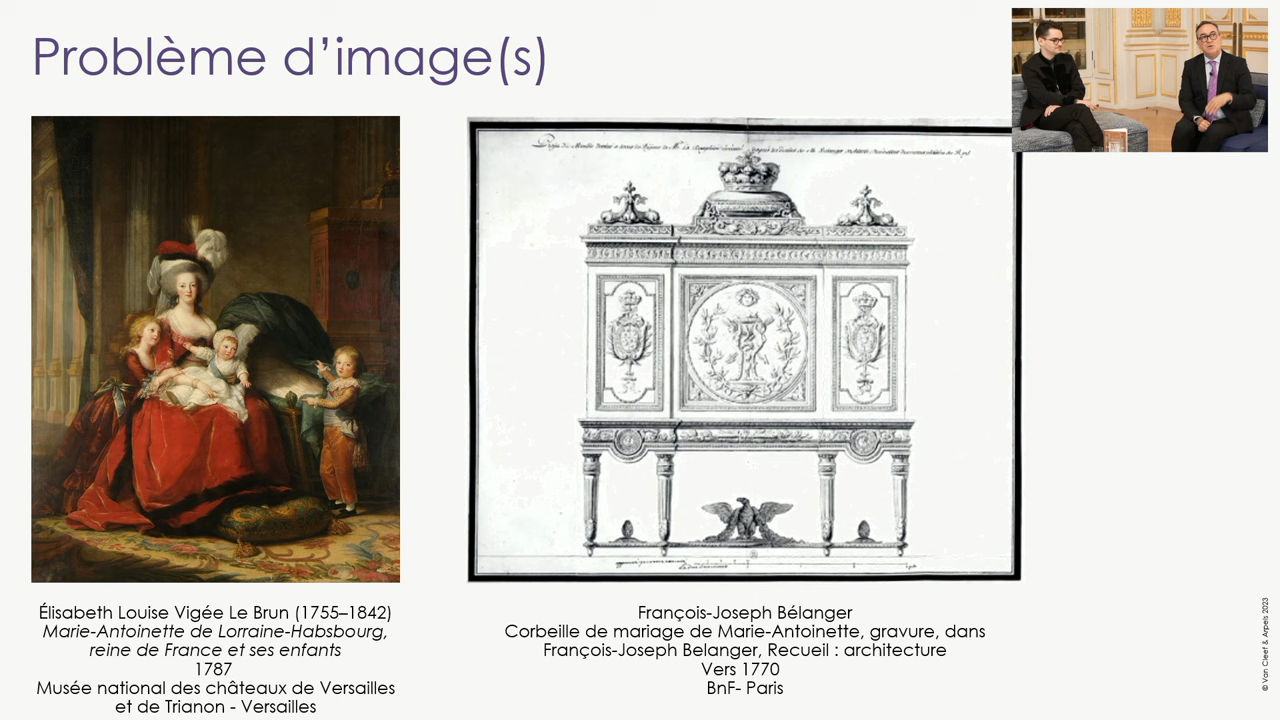 Problème d’image(s)
Élisabeth Louise Vigée Le Brun (1755–1842)
Marie-Antoinette de Lorraine-Habsbourg,
reine de France et ses enfants
1787
Musée national des châteaux de Versailles
et de Trianon - Versailles
François-Joseph Bélanger
Corbeille de mariage de Marie-Antoinette, gravure, dans
François-Joseph Belanger, Recueil : architecture
Vers 1770
BnF- Paris
© Van Cleef & Arpels 2023